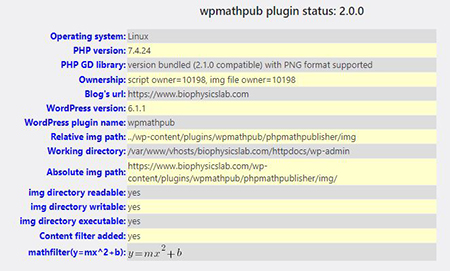 wpmathpub plugin status: 2.0.0
Operating system: Linux
PHP version: 7.4.24
PHP GD library: version bundled (2.1.0 compatible) with PNG format supported
Ownership: script owner=10198, img file owner=10198
Blog's url: https://www.biophysicslab.com
WordPress version: 6.1.1
WordPress plugin name: wpmathpub
Relative img path: ../wp-content/plugins/wpmathpub/phpmathpublisher/img
Working directory: /var/www/vhosts/biophysicslab.com/httpdocs/wp-admin
Absolute img path: https://www.biophysicslab.com/wp-
content/plugins/wpmathpub/phpmathpublisher/img/
img directory readable: yes
img directory writable: yes
img directory executable: yes
Content filter added: yes
mathfilter(y=mx^2+b): y=mx²+b